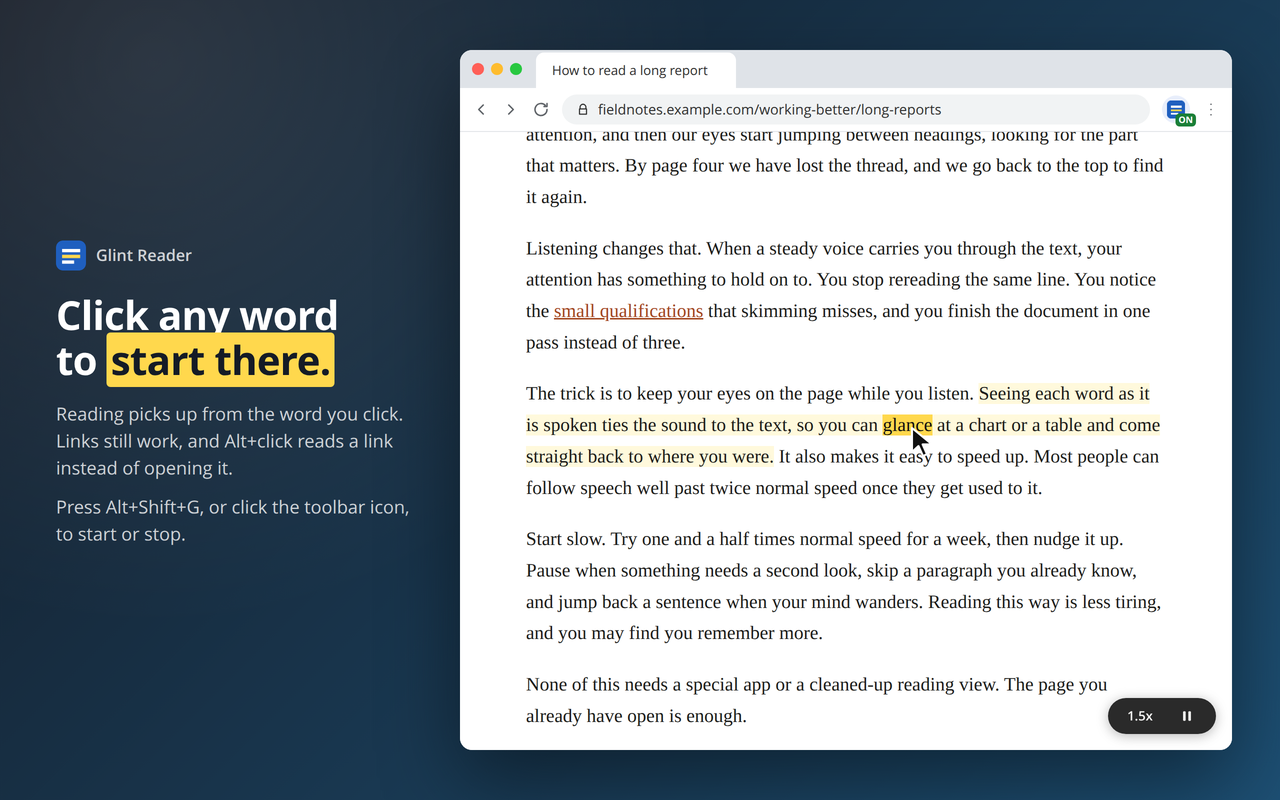 Glint Reader
Click any word
to start there.
Reading picks up from the word you click.
Links still work, and Alt+click reads a link
instead of opening it.
Press Alt+Shift+G, or click the toolbar icon,
to start or stop.
How to read a long report
fieldnotes.example.com/working-better/long-reports
ON
attention, and then our eyes start jumping between headings, looking for the part
that matters. By page four we have lost the thread, and we go back to the top to find
it again.
Listening changes that. When a steady voice carries you through the text, your
attention has something to hold on to. You stop rereading the same line. You notice
the small qualifications that skimming misses, and you finish the document in one
pass instead of three.
The trick is to keep your eyes on the page while you listen. Seeing each word as it
is spoken ties the sound to the text, so you can glance at a chart or a table and come
straight back to where you were. It also makes it easy to speed up. Most people can
follow speech well past twice normal speed once they get used to it.
Start slow. Try one and a half times normal speed for a week, then nudge it up.
Pause when something needs a second look, skip a paragraph you already know,
and jump back a sentence when your mind wanders. Reading this way is less tiring,
and you may find you remember more.
None of this needs a special app or a cleaned-up reading view. The page you
already have open is enough.
1.5x